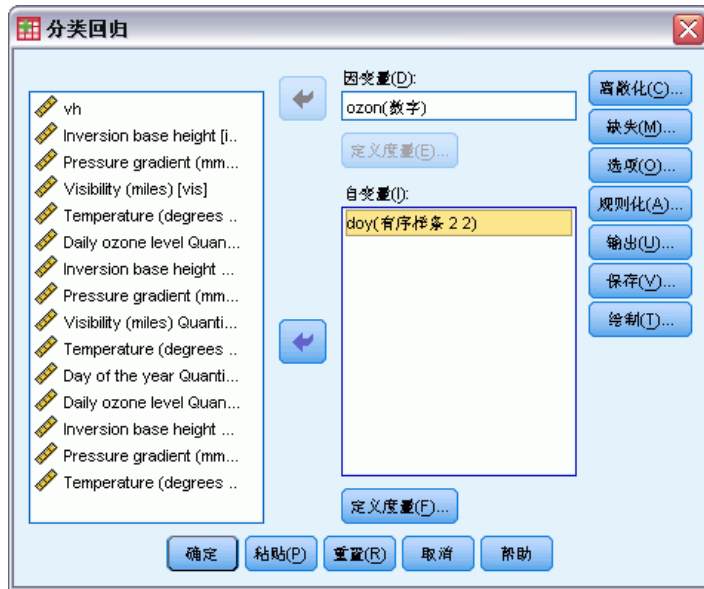 分类回归
vh
Inversion base height [i..
Pressure gradient (mm...
Visibility (miles) [vis]
Temperature (degrees ..
Daily ozone level Quan...
Inversion base height ...
Pressure gradient (mm...
Visibility (miles) Quanti...
Temperature (degrees ..
Day of the year Quanti...
Daily ozone level Quan...
Inversion base height ...
Pressure gradient (mm...
Temperature (degrees ..
因变量(D):
ozon(数字)
定义度量(E)...
自变量(I):
doy(有序样条 2 2)
定义度量(F)...
离散化(C)...
缺失(M)...
选项(O)...
规则化(A)...
输出(U)...
保存(V)...
绘制(T)...
确定
粘贴(P)
重置(R)
取消
帮助